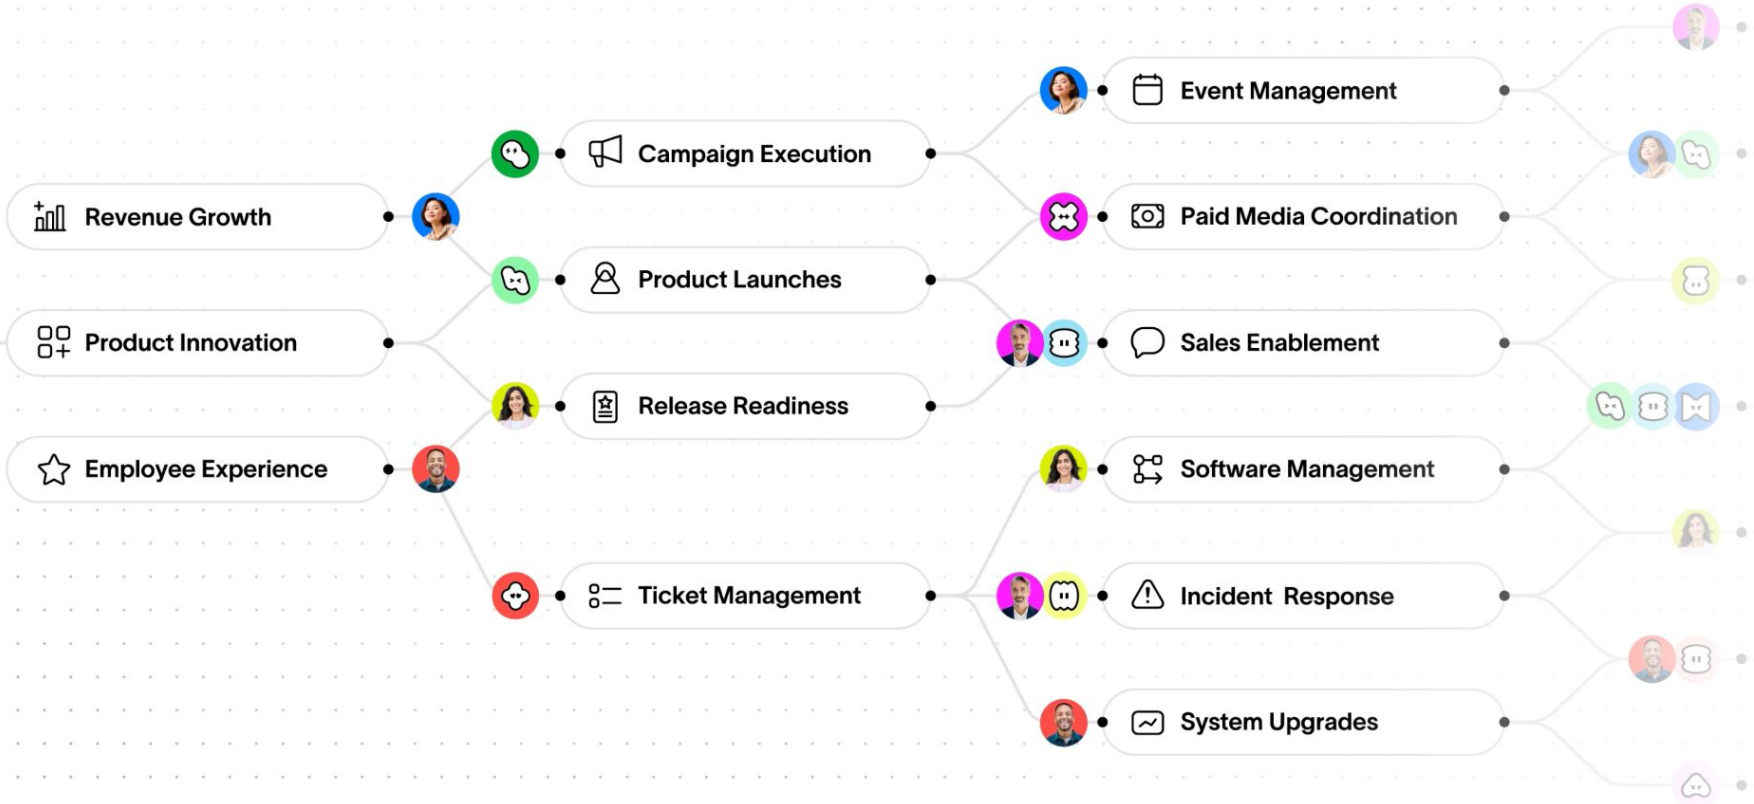 Revenue Growth
Product Innovation
Employee Experience
Campaign Execution
Product Launches
Release Readiness
Ticket Management
Event Management
Paid Media Coordination
Sales Enablement
Software Management
Incident Response
System Upgrades